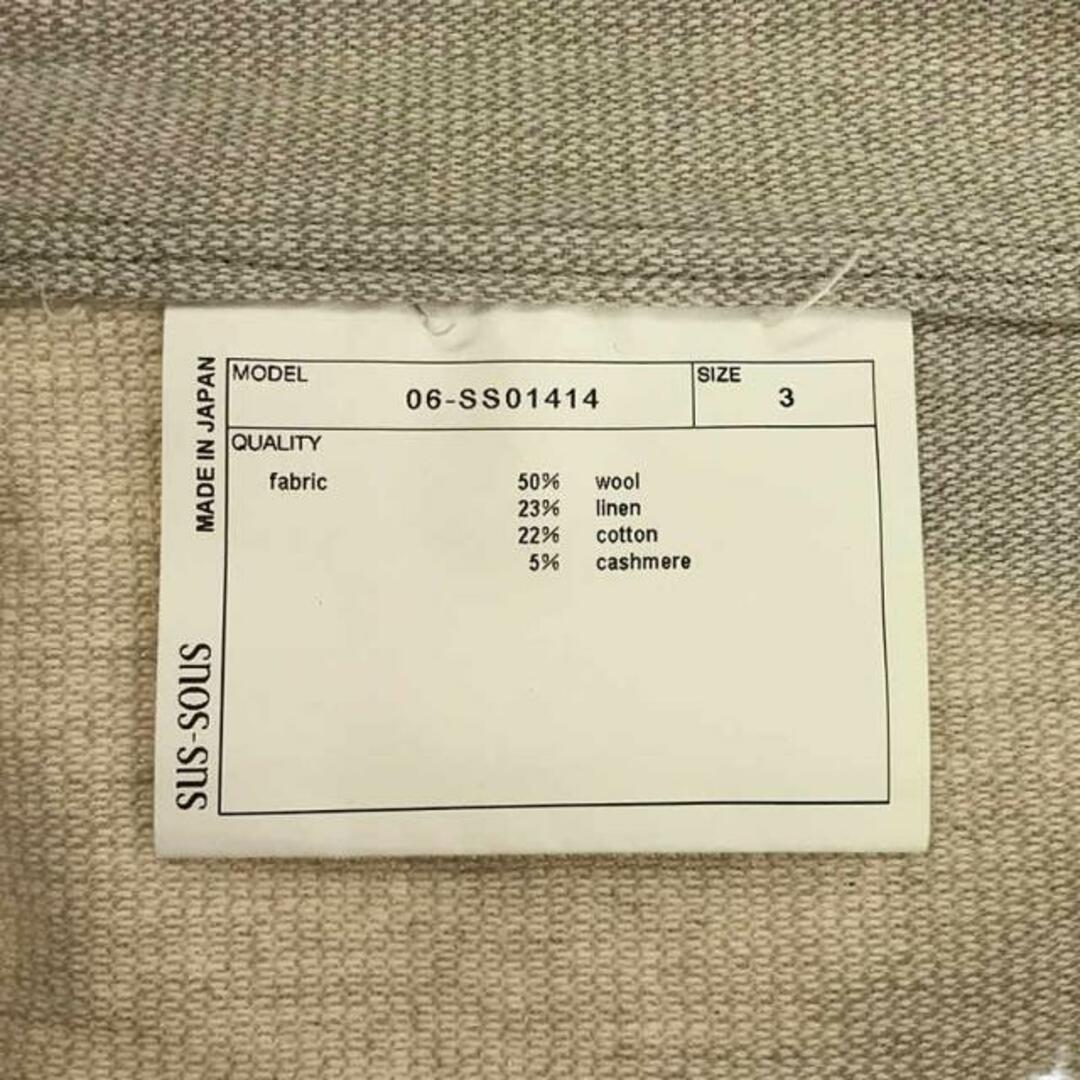 MODEL
06-SS01414
SIZE
3
QUALITY
fabric 50% wool
23% linen
22% cotton
5% cashmere
MADE IN JAPAN
SUS-SOUS